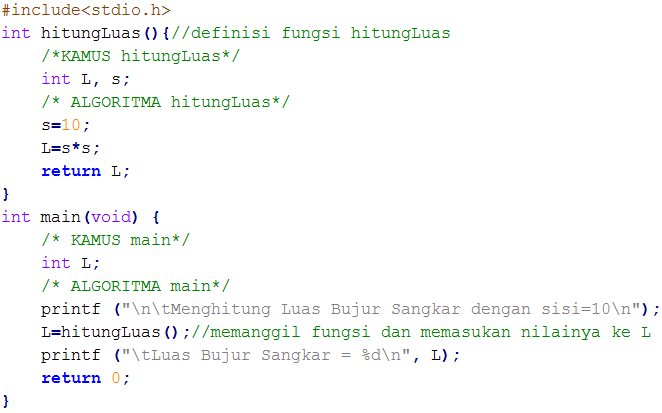 #include<stdio.h>
int hitungLuas(){//definisi fungsi hitungLuas
    /*KAMUS hitungLuas*/
    int L, s;
    /* ALGORITMA hitungLuas*/
    s=10;
    L=s*s;
    return L;
}
int main(void) {
    /* KAMUS main*/
    int L;
    /* ALGORITMA main*/
    printf ("\n\tMenghitung Luas Bujur Sangkar dengan sisi=10\n");
    L=hitungLuas();//memanggil fungsi dan memasukan nilainya ke L
    printf ("\tLuas Bujur Sangkar = %d\n", L);
    return 0;
}